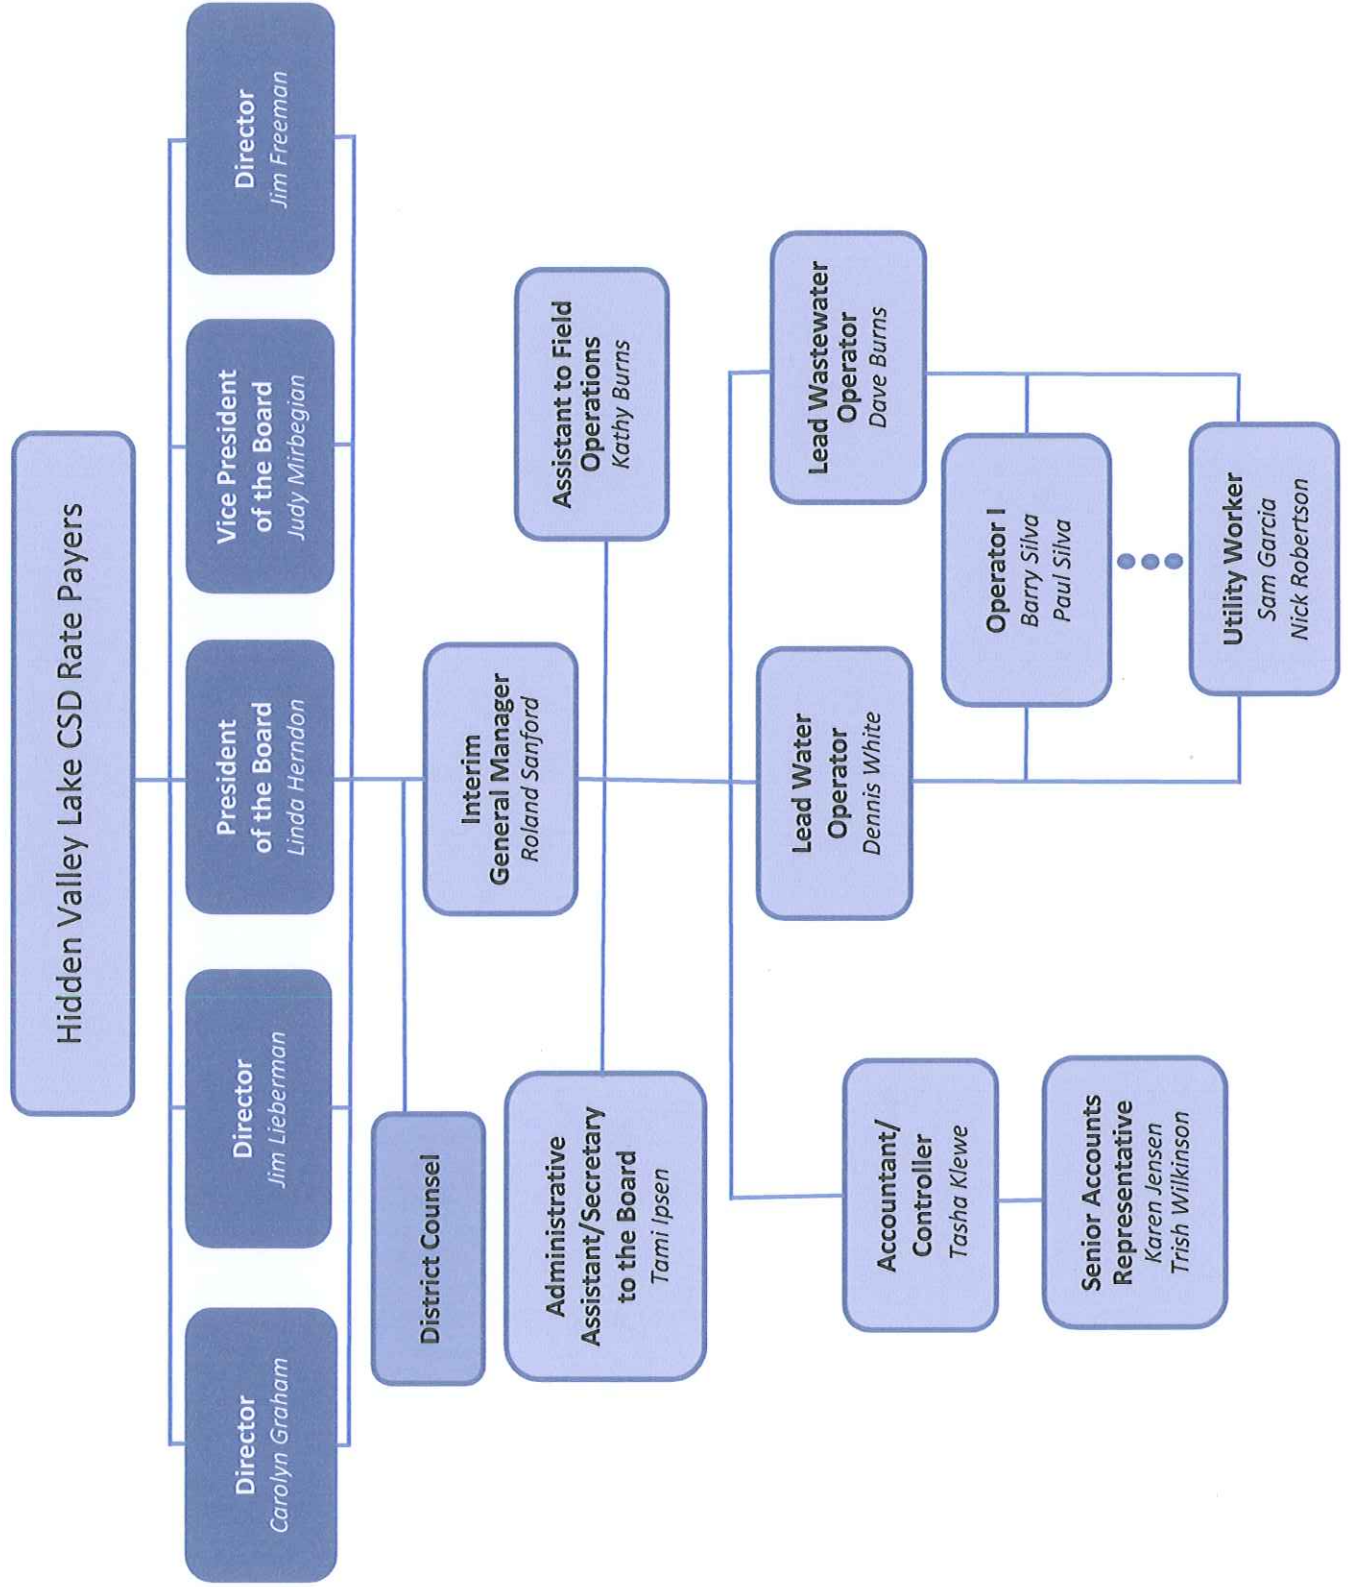 Hidden Valley Lake CSD Rate Payers
Director
Carolyn Graham
Director
Jim Lieberman
President
of the Board
Linda Herndon
Vice President
of the Board
Judy Mirbegian
Director
Jim Freeman
District Counsel
Interim
General Manager
Roland Sanford
Administrative
Assistant/Secretary
to the Board
Tami Ipsen
Assistant to Field
Operations
Kathy Burns
Accountant/
Controller
Tasha Klewe
Lead Water
Operator
Dennis White
Lead Wastewater
Operator
Dave Burns
Senior Accounts
Representative
Karen Jensen
Trish Wilkinson
Operator I
Barry Silva
Paul Silva
Utility Worker
Sam Garcia
Nick Robertson